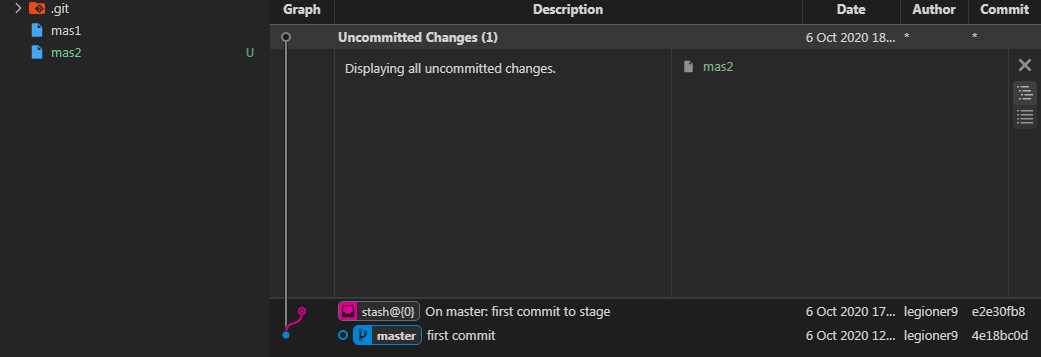 .git
mas1
mas2 U
Graph Description Date Author Commit
Uncommitted Changes (1) 6 Oct 2020 18... * *
Displaying all uncommitted changes. mas2
stash@{0} On master: first commit to stage 6 Oct 2020 17... legioner9 e2e30fb8
master first commit 6 Oct 2020 12... legioner9 4e18bc0d